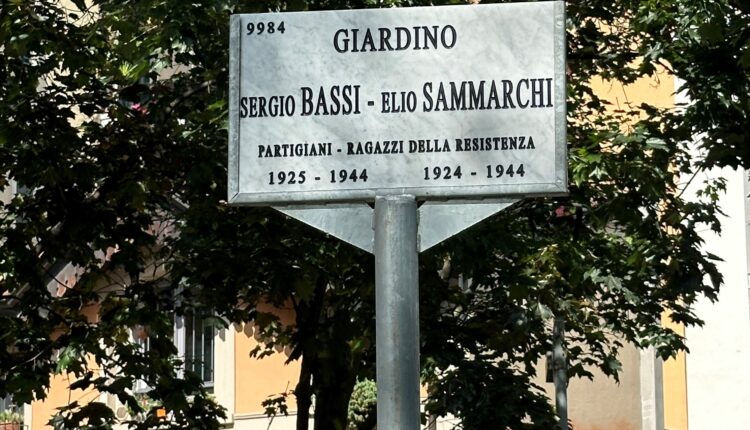 9984
GIARDINO
SERGIO BASSI - ELIO SAMMARCHI
PARTIGIANI - RAGAZZI DELLA RESISTENZA
1925 - 1944 1924 - 1944